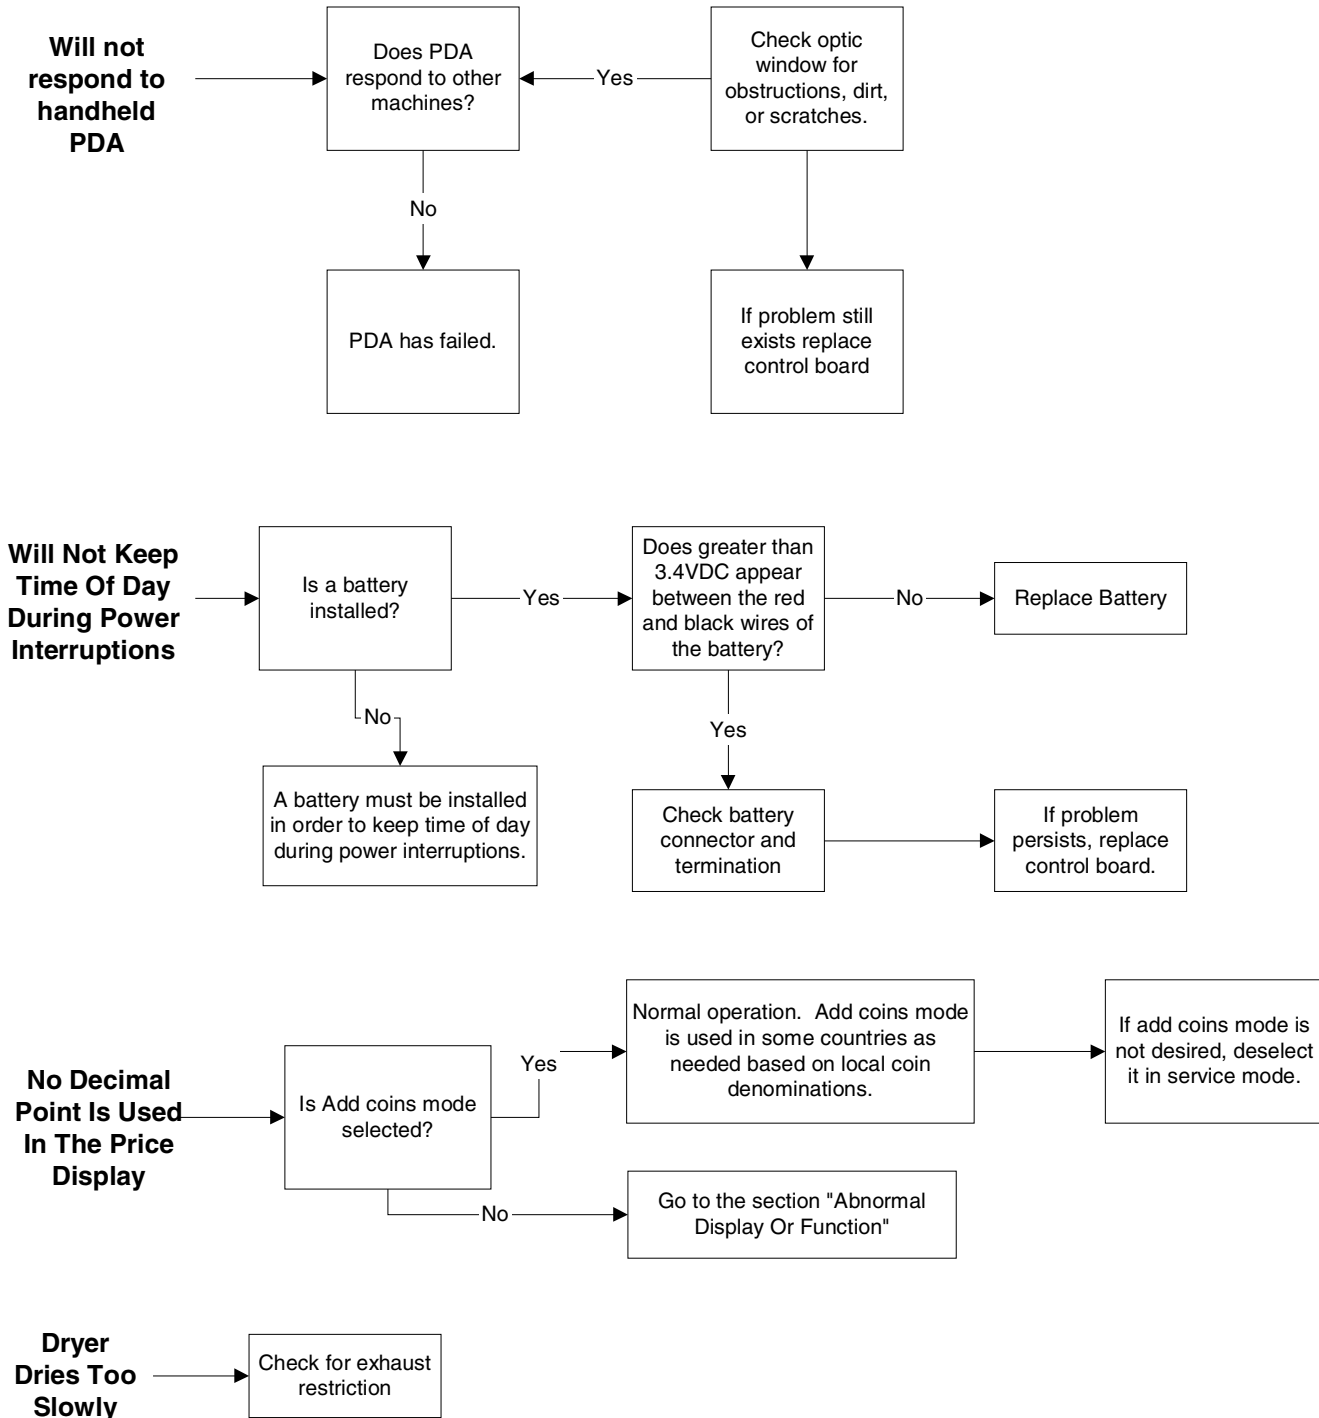 Will not
respond to
handheld
PDA
Does PDA
respond to other
machines?
Yes
Check optic
window for
obstructions, dirt,
or scratches.
No
PDA has failed.
If problem still
exists replace
control board
Will Not Keep
Time Of Day
During Power
Interruptions
Is a battery
installed?
Yes
Does greater than
3.4VDC appear
between the red
and black wires of
the battery?
No
Replace Battery
No
A battery must be installed
in order to keep time of day
during power interruptions.
Yes
Check battery
connector and
termination
If problem
persists, replace
control board.
No Decimal
Point Is Used
In The Price
Display
Is Add coins mode
selected?
Yes
Normal operation.  Add coins mode
is used in some countries as
needed based on local coin
denominations.
If add coins mode is
not desired, deselect
it in service mode.
No
Go to the section "Abnormal
Display Or Function"
Dryer
Dries Too
Slowly
Check for exhaust
restriction